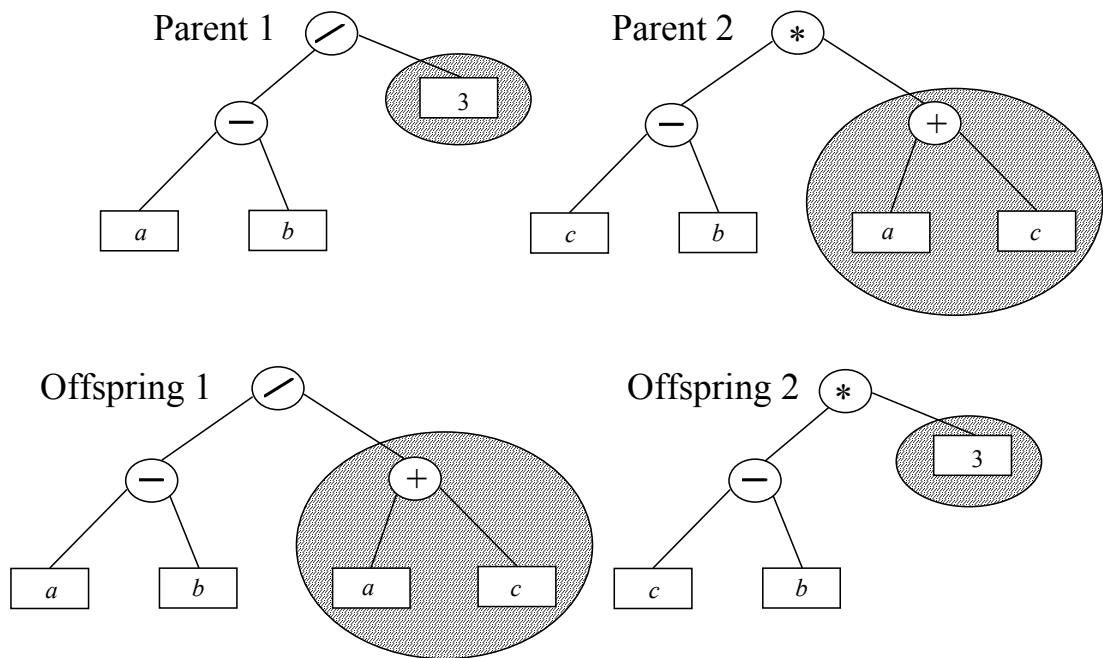 Parent 1
/
3
−
a
b
Parent 2
*
−
+
c
b
a
c
Offspring 1
/
−
+
a
b
a
c
Offspring 2
*
3
−
c
b